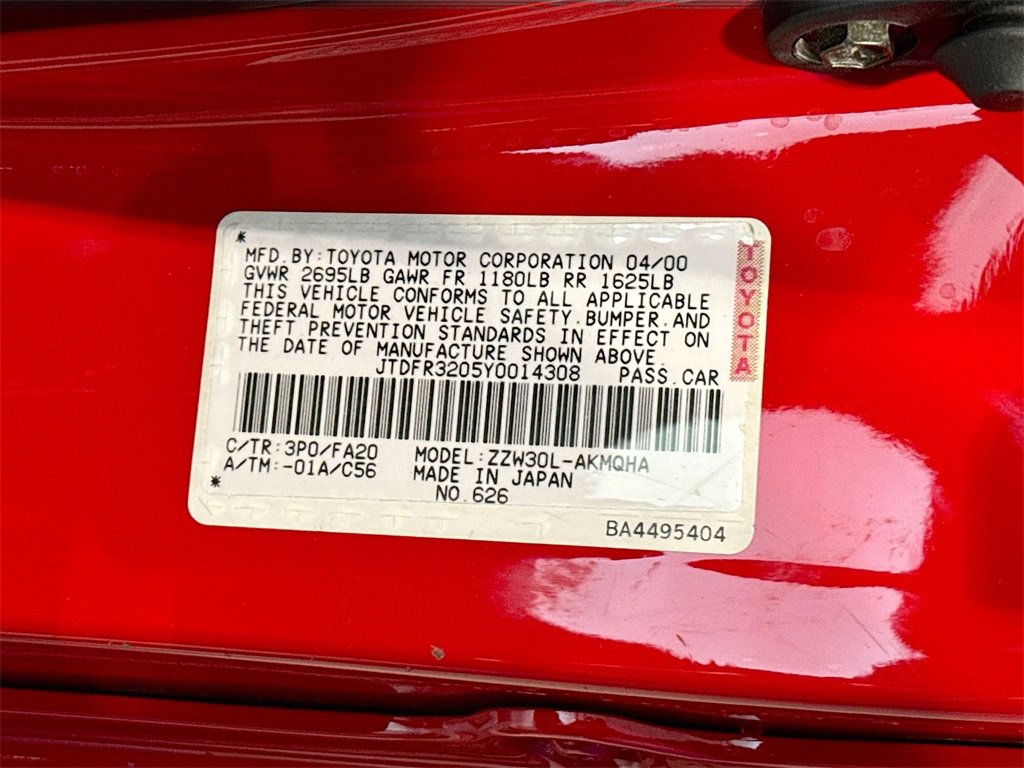 *
MFD.BY:TOYOTA MOTOR CORPORATION 04/00
GVWR 2695LB GAWR FR 1180LB RR 1625LB
THIS VEHICLE CONFORMS TO ALL APPLICABLE
FEDERAL MOTOR VEHICLE SAFETY.BUMPER.AND
THEFT PREVENTION STANDARDS IN EFFECT ON
THE DATE OF MANUFACTURE SHOWN ABOVE.
JTDFR3205Y0014308 PASS.CAR
TOYOTA
C/TR:3P0/FA20 MODEL:ZZW30L-AKMQHA
A/TM:-01A/C56 MADE IN JAPAN
* NO.626
BA4495404